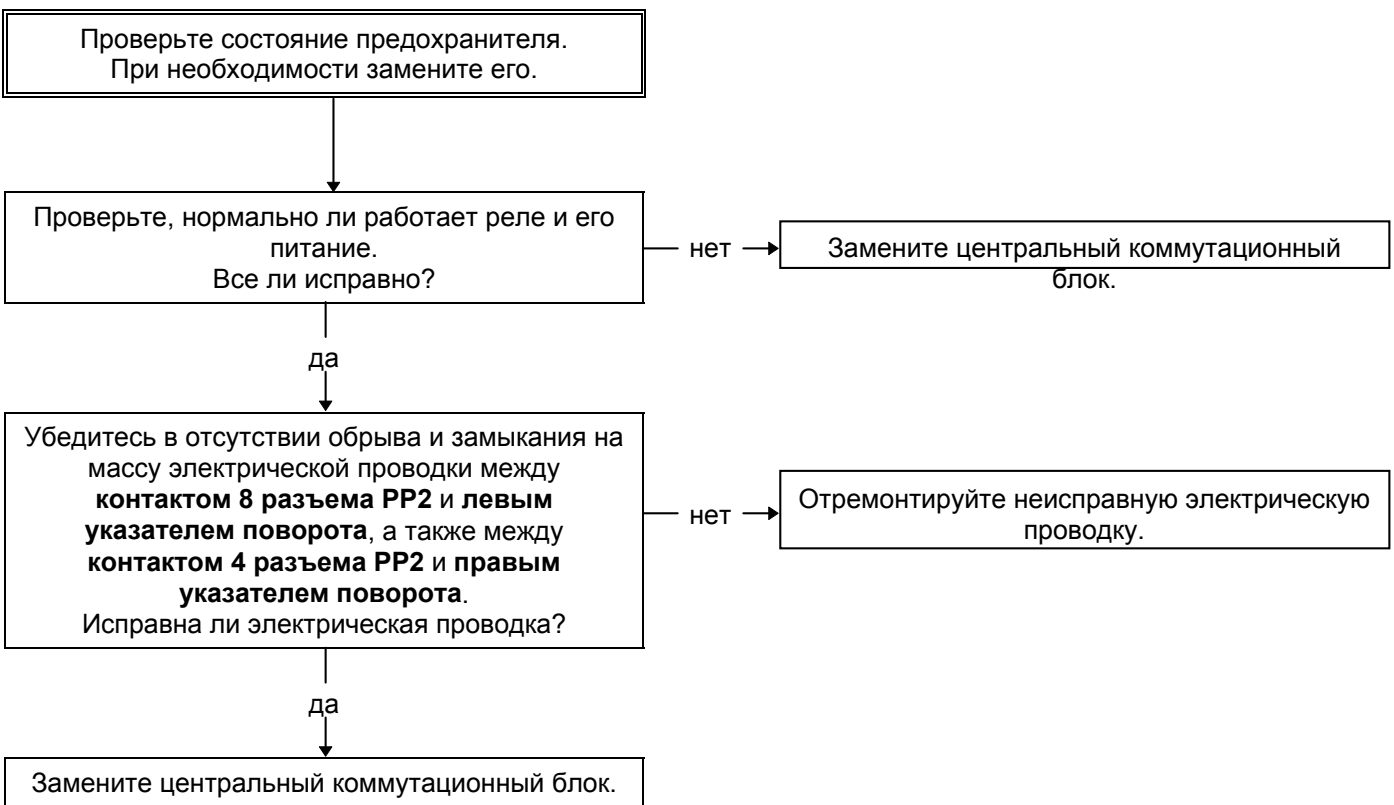 Проверьте состояние предохранителя.
При необходимости замените его.
Проверьте, нормально ли работает реле и его
питание.
Все ли исправно?
нет
Замените центральный коммутационный
блок.
да
Убедитесь в отсутствии обрыва и замыкания на
массу электрической проводки между
контактом 8 разъема PP2 и левым
указателем поворота, а также между
контактом 4 разъема PP2 и правым
указателем поворота.
Исправна ли электрическая проводка?
нет
Отремонтируйте неисправную электрическую
проводку.
да
Замените центральный коммутационный блок.